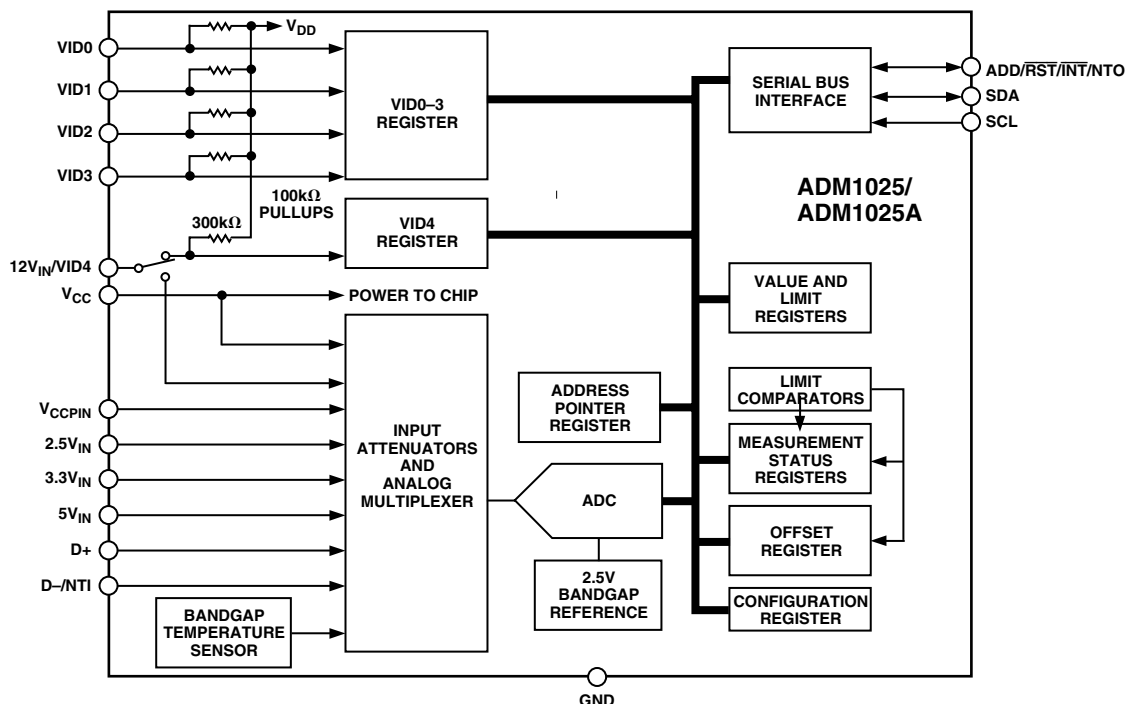 VID0
VID1
VID2
VID3
12VIN/VID4
VCC
VCCPIN
2.5VIN
3.3VIN
5VIN
D+
D–/NTI
VDD
100kΩ
PULLUPS
300kΩ
VID0–3
REGISTER
VID4
REGISTER
POWER TO CHIP
INPUT
ATTENUATORS
AND
ANALOG
MULTIPLEXER
BANDGAP
TEMPERATURE
SENSOR
ADDRESS
POINTER
REGISTER
ADC
2.5V
BANDGAP
REFERENCE
SERIAL BUS
INTERFACE
ADM1025/
ADM1025A
VALUE AND
LIMIT
REGISTERS
LIMIT
COMPARATORS
MEASUREMENT
STATUS
REGISTERS
OFFSET
REGISTER
CONFIGURATION
REGISTER
ADD/RST/INT/NTO
SDA
SCL
GND